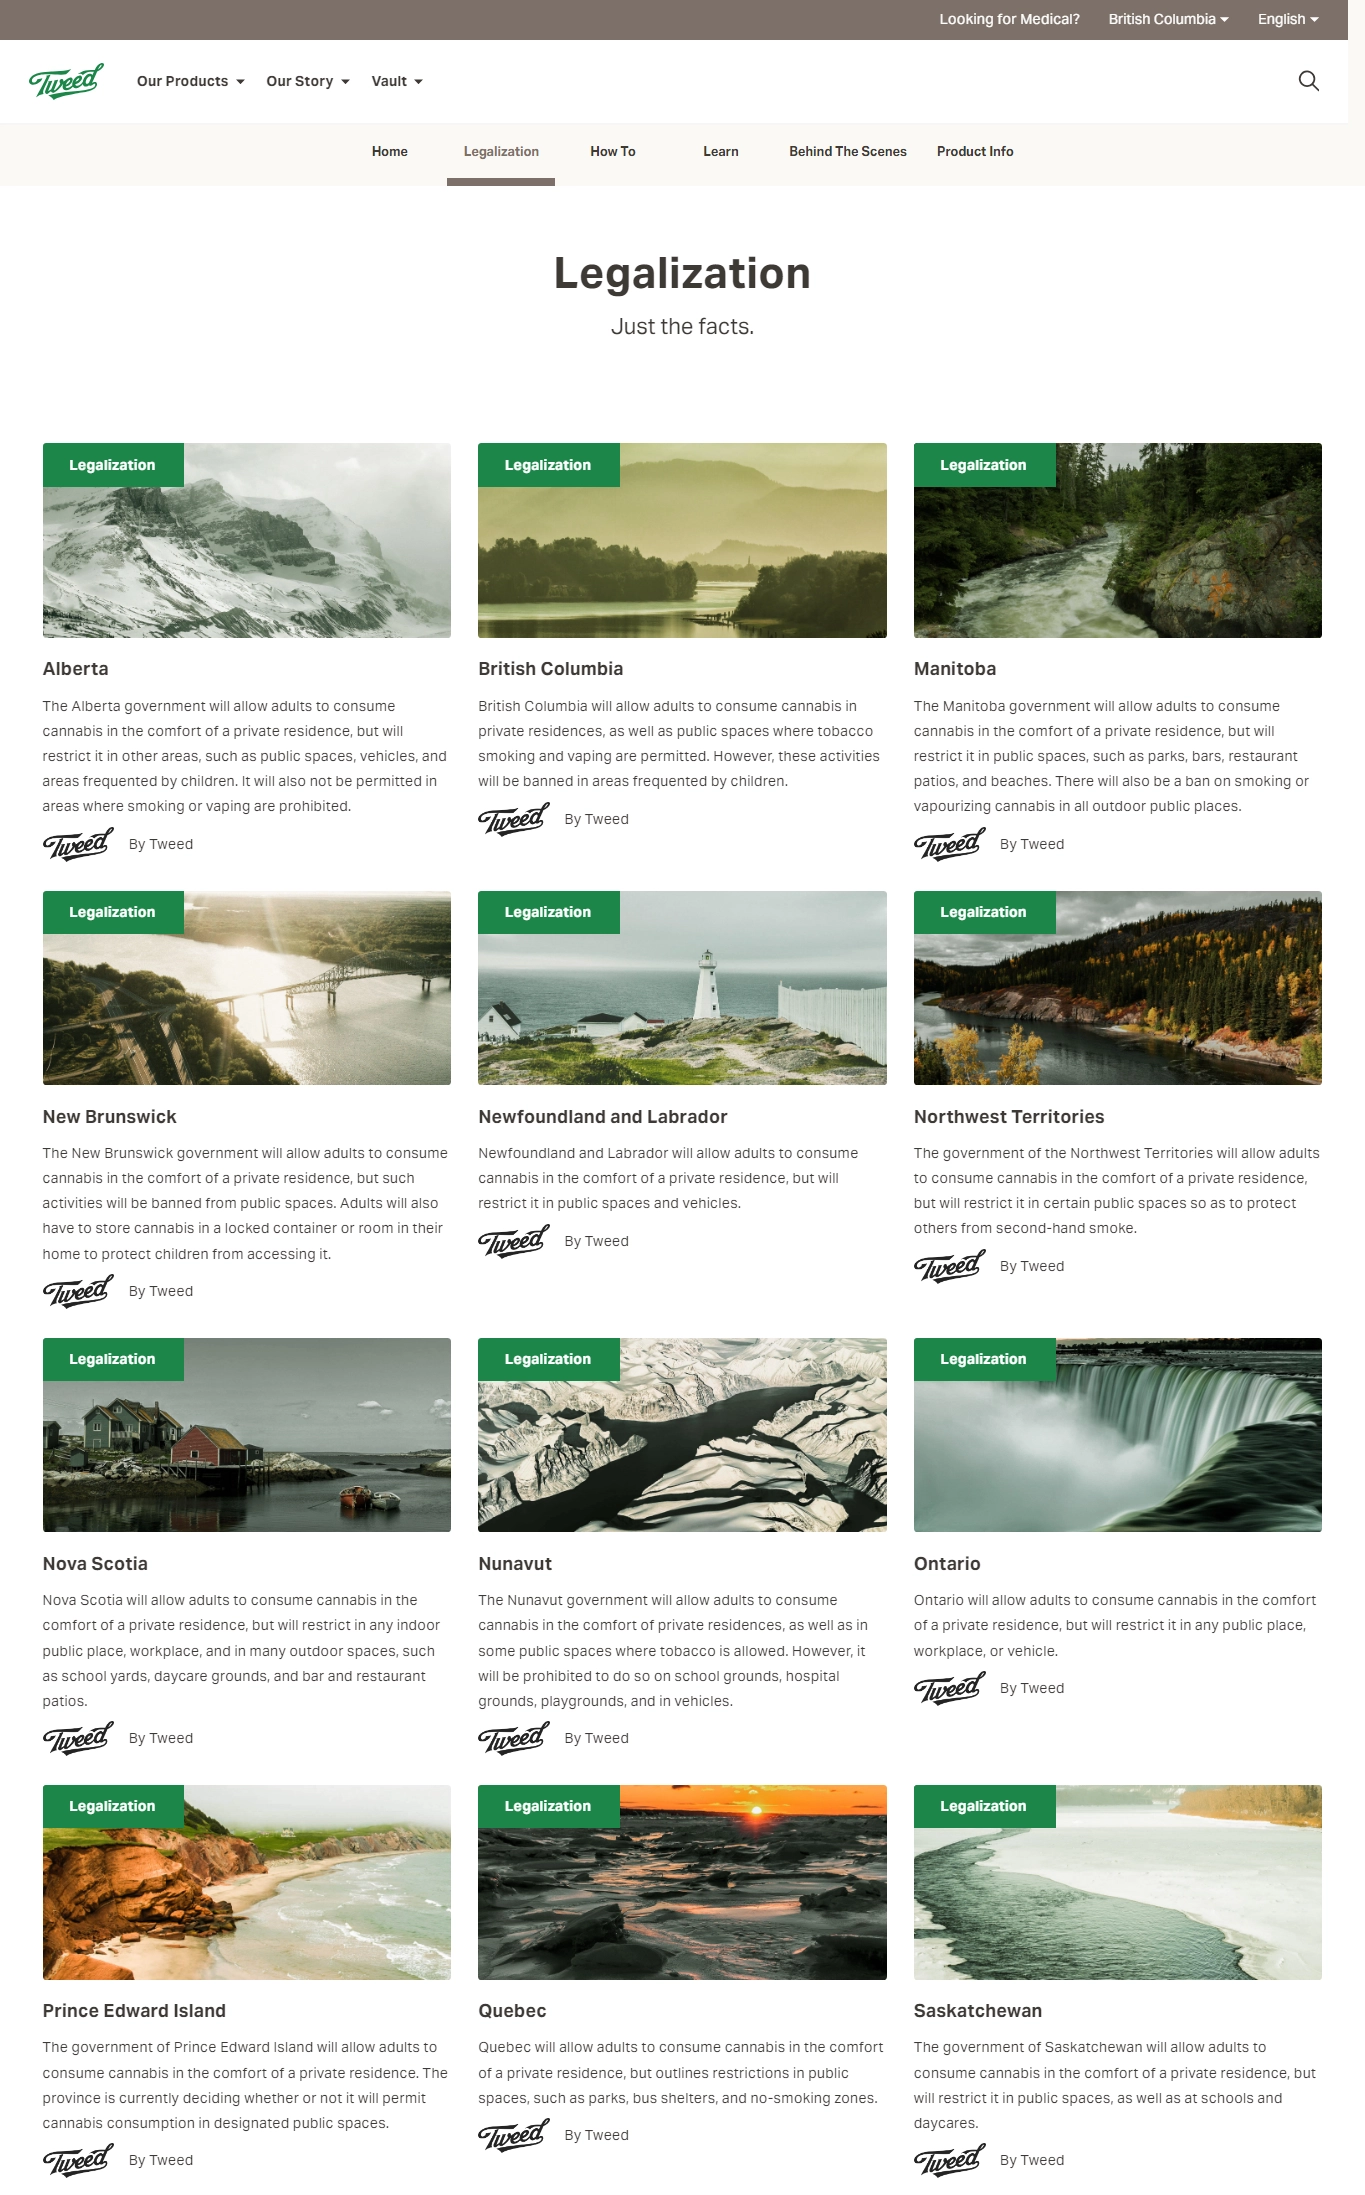 Looking for Medical? British Columbia English
Tweed Our Products Our Story Vault
Home Legalization How To Learn Behind The Scenes Product Info
Legalization
Just the facts.
Legalization
Alberta
The Alberta government will allow adults to consume
cannabis in the comfort of a private residence, but will
restrict it in other areas, such as public spaces, vehicles, and
areas frequented by children. It will also not be permitted in
areas where smoking or vaping are prohibited.
Tweed By Tweed
Legalization
British Columbia
British Columbia will allow adults to consume cannabis in
private residences, as well as public spaces where tobacco
smoking and vaping are permitted. However, these activities
will be banned in areas frequented by children.
Tweed By Tweed
Legalization
Manitoba
The Manitoba government will allow adults to consume
cannabis in the comfort of a private residence, but will
restrict it in public spaces, such as parks, bars, restaurant
patios, and beaches. There will also be a ban on smoking or
vapourizing cannabis in all outdoor public places.
Tweed By Tweed
Legalization
New Brunswick
The New Brunswick government will allow adults to consume
cannabis in the comfort of a private residence, but such
activities will be banned from public spaces. Adults will also
have to store cannabis in a locked container or room in their
home to protect children from accessing it.
Tweed By Tweed
Legalization
Newfoundland and Labrador
Newfoundland and Labrador will allow adults to consume
cannabis in the comfort of a private residence, but will
restrict it in public spaces and vehicles.
Tweed By Tweed
Legalization
Northwest Territories
The government of the Northwest Territories will allow adults
to consume cannabis in the comfort of a private residence,
but will restrict it in certain public spaces so as to protect
others from second-hand smoke.
Tweed By Tweed
Legalization
Nova Scotia
Nova Scotia will allow adults to consume cannabis in the
comfort of a private residence, but will restrict in any indoor
public place, workplace, and in many outdoor spaces, such
as school yards, daycare grounds, and bar and restaurant
patios.
Tweed By Tweed
Legalization
Nunavut
The Nunavut government will allow adults to consume
cannabis in the comfort of private residences, as well as in
some public spaces where tobacco is allowed. However, it
will be prohibited to do so on school grounds, hospital
grounds, playgrounds, and in vehicles.
Tweed By Tweed
Legalization
Ontario
Ontario will allow adults to consume cannabis in the comfort
of a private residence, but will restrict it in any public place,
workplace, or vehicle.
Tweed By Tweed
Legalization
Prince Edward Island
The government of Prince Edward Island will allow adults to
consume cannabis in the comfort of a private residence. The
province is currently deciding whether or not it will permit
cannabis consumption in designated public spaces.
Tweed By Tweed
Legalization
Quebec
Quebec will allow adults to consume cannabis in the comfort
of a private residence, but outlines restrictions in public
spaces, such as parks, bus shelters, and no-smoking zones.
Tweed By Tweed
Legalization
Saskatchewan
The government of Saskatchewan will allow adults to
consume cannabis in the comfort of a private residence, but
will restrict it in public spaces, as well as at schools and
daycares.
Tweed By Tweed